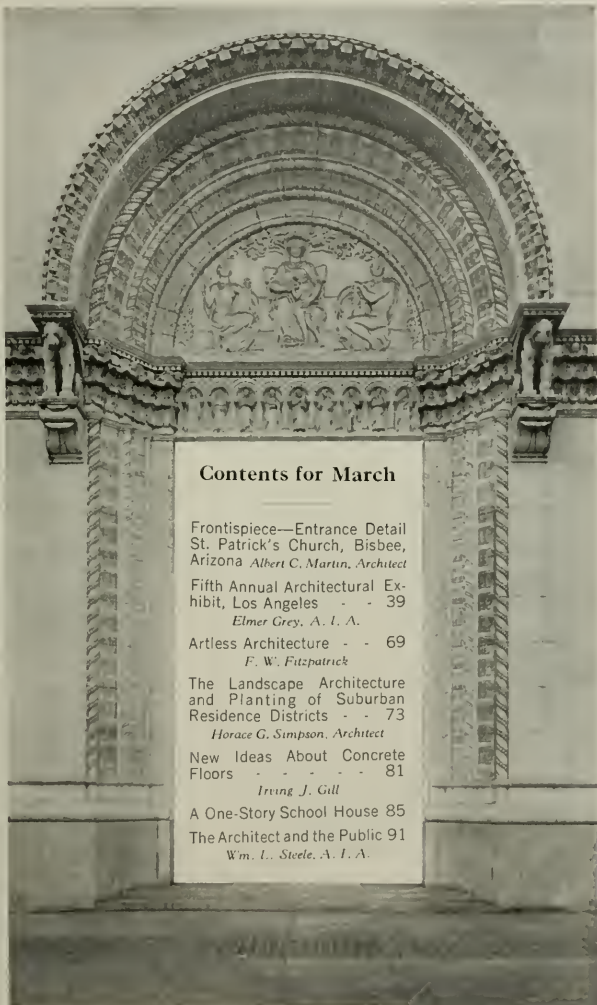 Contents for March
Frontispiece—Entrance Detail
St. Patrick's Church, Bisbee,
Arizona Albert C. Martin, Architect
Fifth Annual Architectural Ex-
hibit, Los Angeles - - 39
Elmer Grey, A. I. A.
Artless Architecture - - 69
F. W. Fitzpatrick
The Landscape Architecture
and Planting of Suburban
Residence Districts - - 73
Horace G. Simpson, Architect
New Ideas About Concrete
Floors - - - - - 81
Irving J. Gill
A One-Story School House 85
The Architect and the Public 91
Wm. L. Steele, A. I. A.